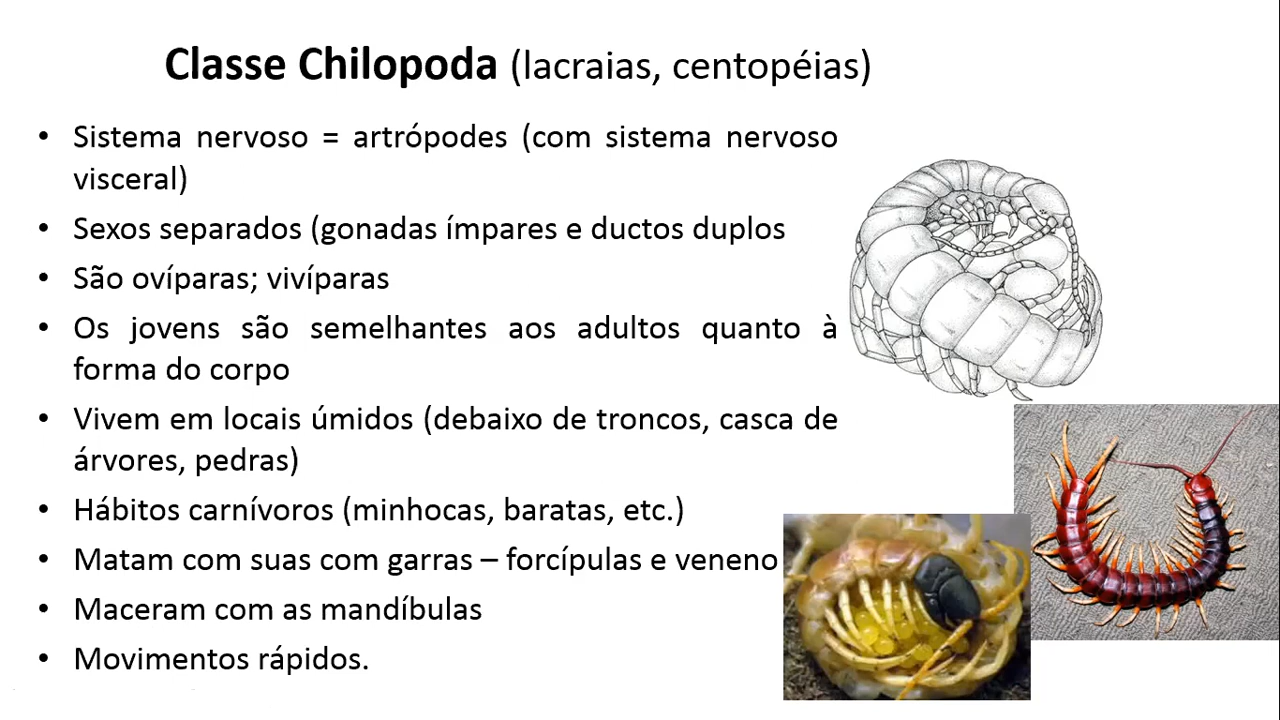 Classe Chilopoda (lacraias, centopéias)
• Sistema nervoso = artrópodes (com sistema nervoso
visceral)
• Sexos separados (gonadas ímpares e ductos duplos
• São ovíparas; vivíparas
• Os jovens são semelhantes aos adultos quanto à
forma do corpo
• Vivem em locais úmidos (debaixo de troncos, casca de
árvores, pedras)
• Hábitos carnívoros (minhocas, baratas, etc.)
• Matam com suas com garras – forcípulas e veneno
• Maceram com as mandíbulas
• Movimentos rápidos.